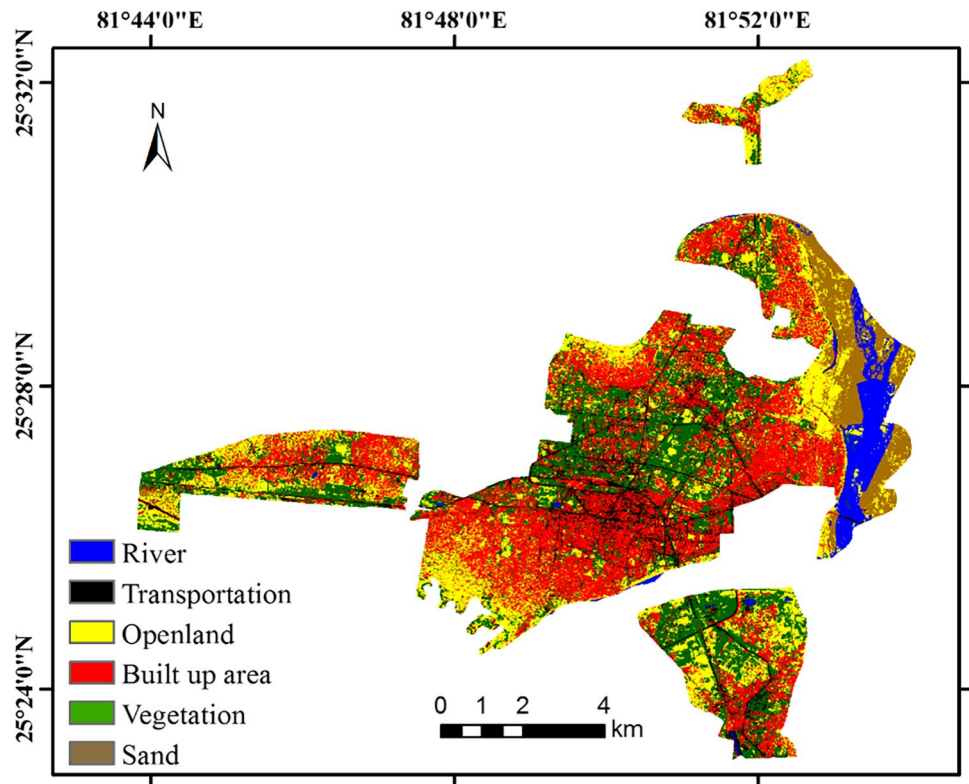 81°44'0"E 81°48'0"E 81°52'0"E
25°32'0"N
25°28'0"N
25°24'0"N
N
River
Transportation
Openland
Built up area
Vegetation
Sand
0 1 2 4
km